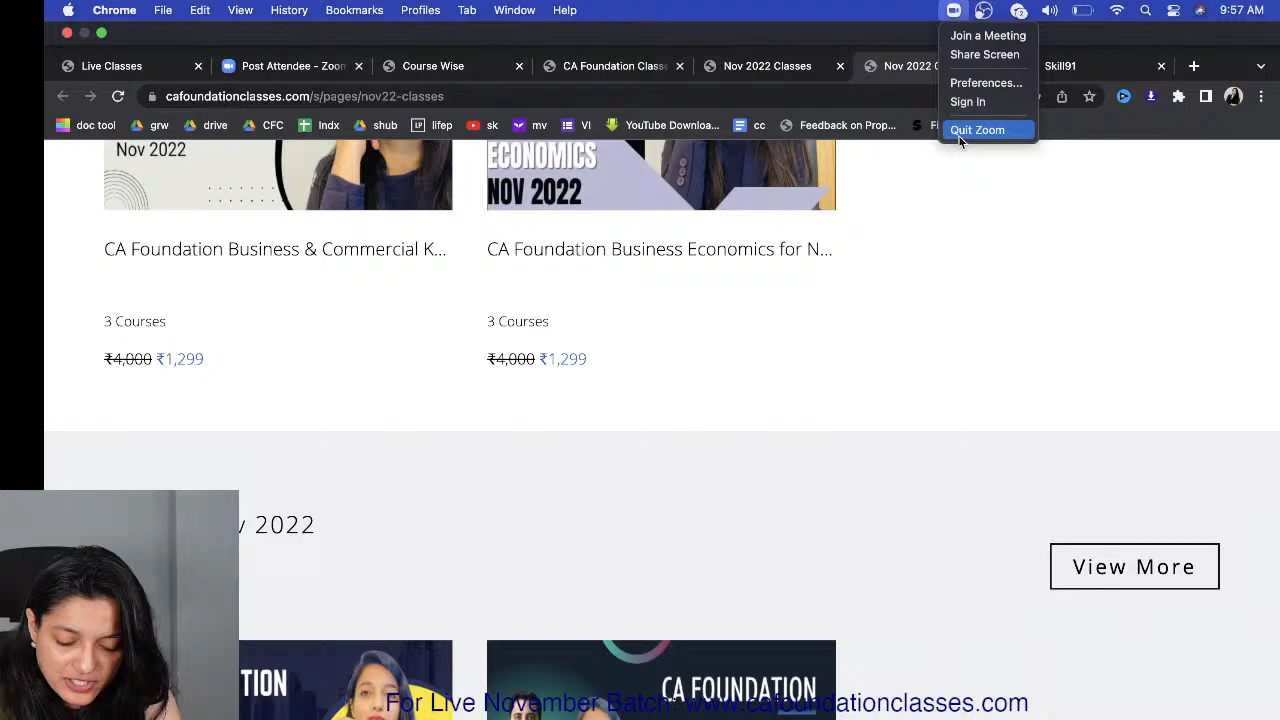 Chrome File Edit View History Bookmarks Profiles Tab Window Help 2 9:57 AM
Join a Meeting
Share Screen
Preferences...
Sign In
Quit Zoom
Live Classes Post Attendee - Zoom Course Wise CA Foundation Class Nov 2022 Classes Nov 2022 C Skill91
cafoundationclasses.com/s/pages/nov22-classes
doc tool grw drive CFC Indx shub LP lifep sk mv VI YouTube Downloa... cc Feedback on Prop...
Nov 2022
ECONOMICS
NOV 2022
CA Foundation Business & Commercial K...
CA Foundation Business Economics for N...
3 Courses
3 Courses
₹4,000 ₹1,299
₹4,000 ₹1,299
2022
View More
CA FOUNDATION
For Live November Batch: www.cafoundationclasses.com